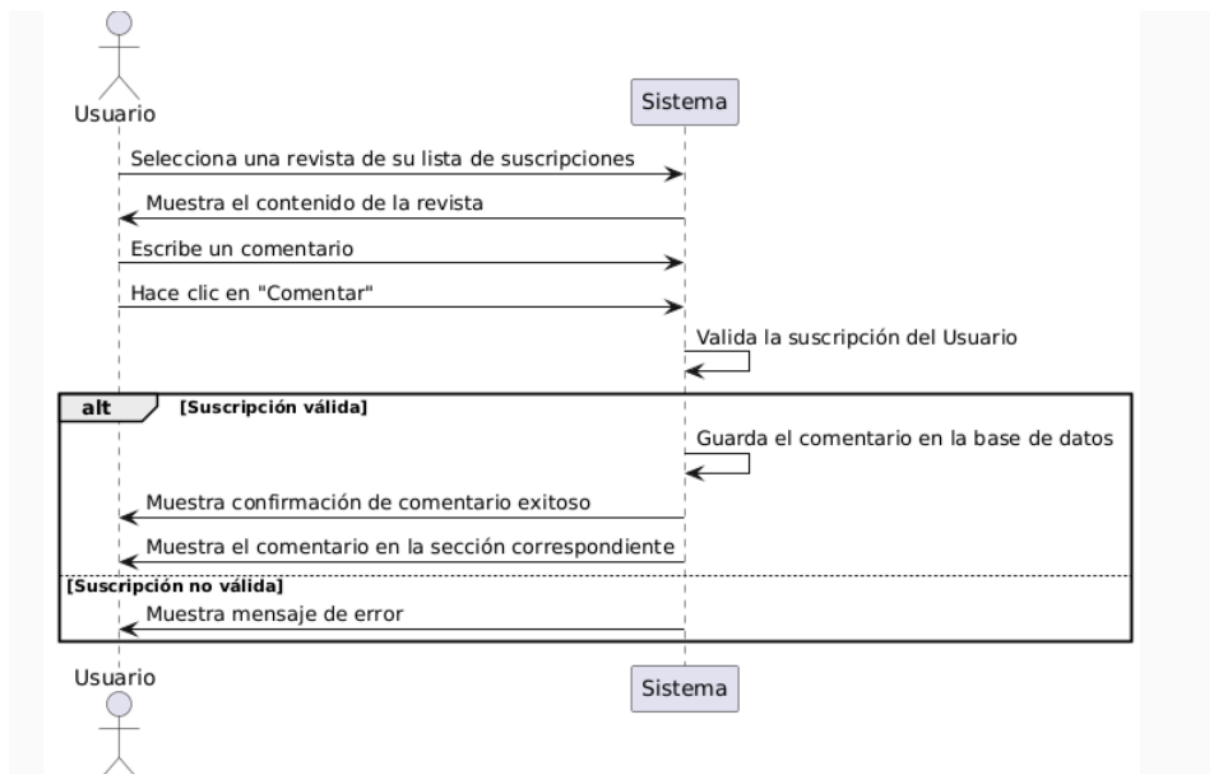 Usuario
Sistema
Selecciona una revista de su lista de suscripciones
Muestra el contenido de la revista
Escribe un comentario
Hace clic en "Comentar"
Valida la suscripción del Usuario
alt [Suscripción válida]
Guarda el comentario en la base de datos
Muestra confirmación de comentario exitoso
Muestra el comentario en la sección correspondiente
[Suscripción no válida]
Muestra mensaje de error
Usuario
Sistema